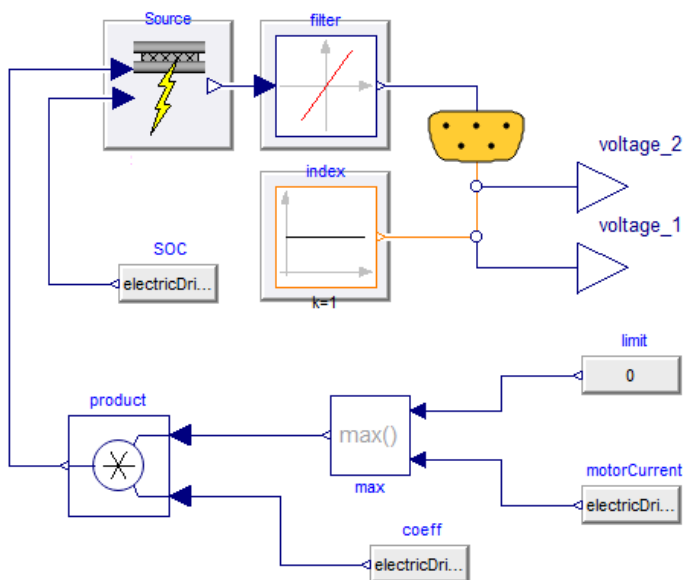 Source
filter
voltage_2
index
voltage_1
SOC
electricDri...
k=1
limit
0
product
max()
max
motorCurrent
electricDri...
coeff
electricDri...